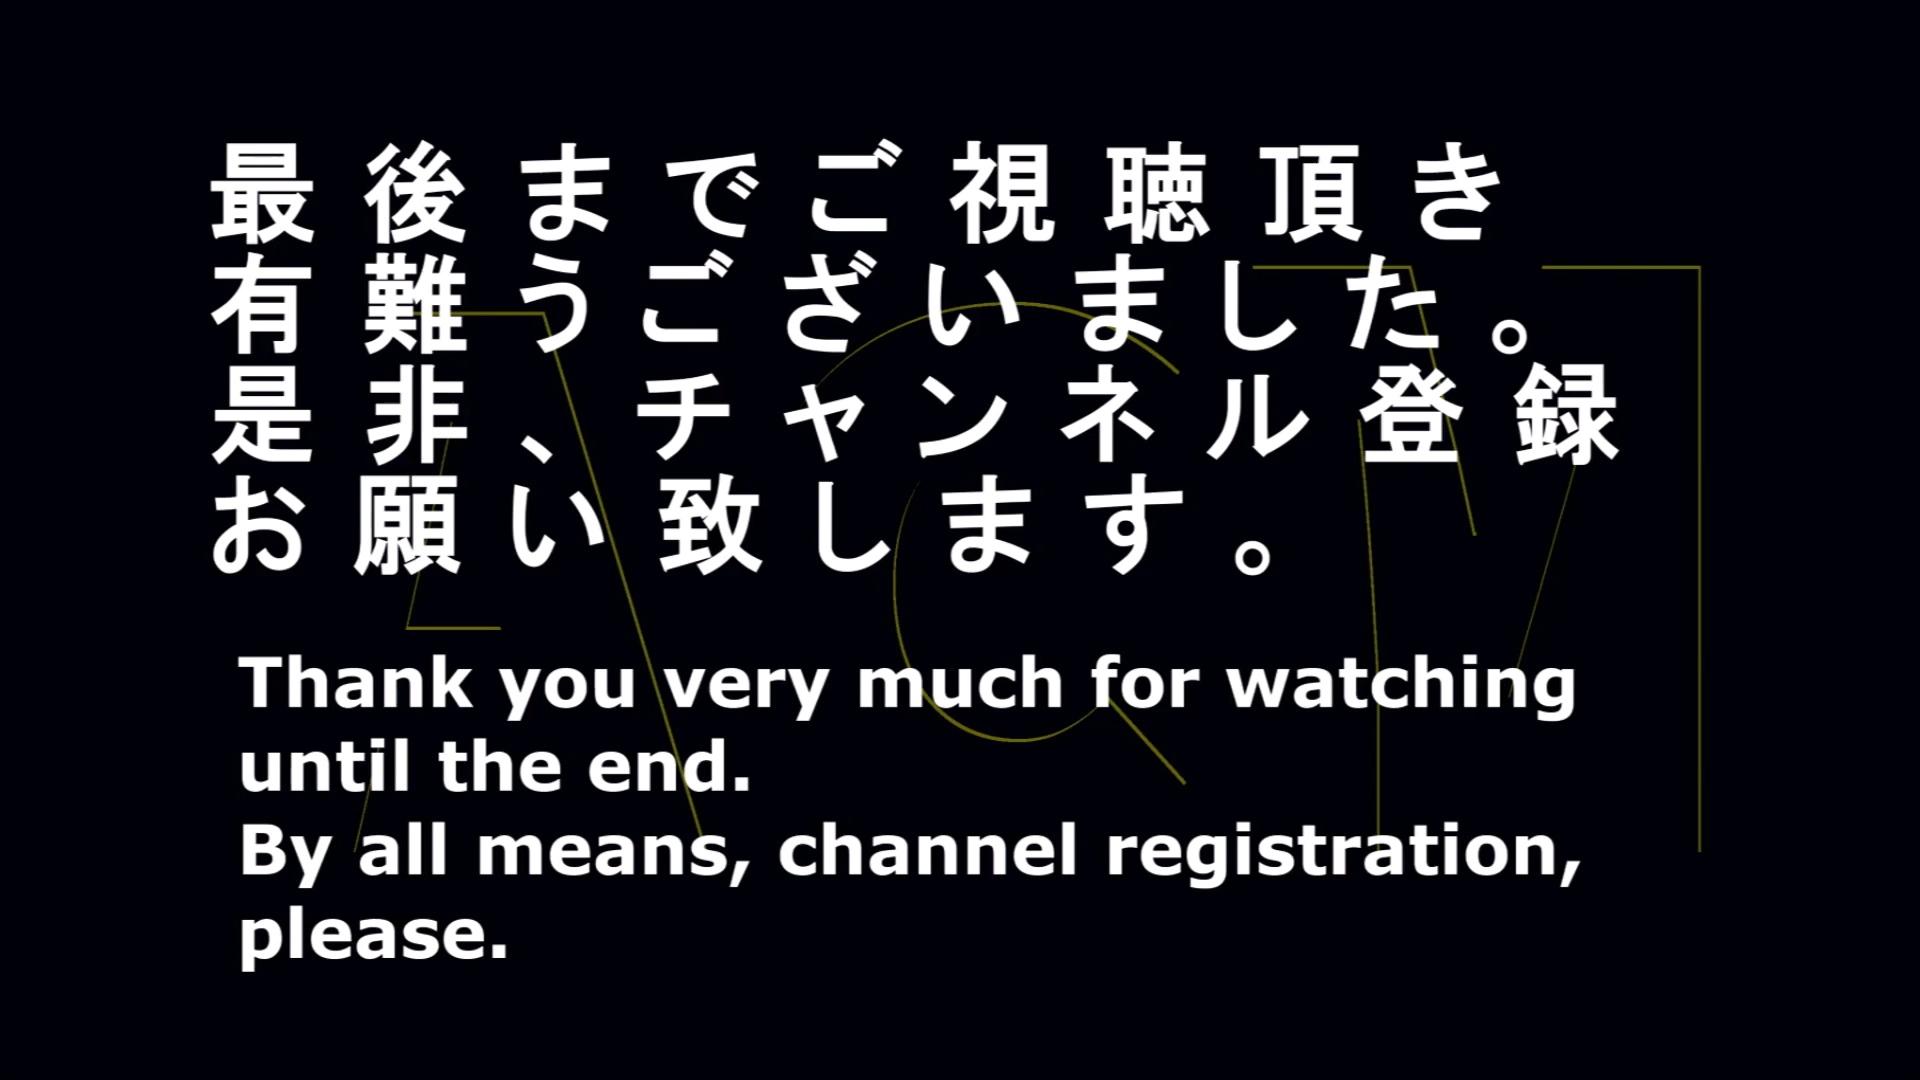 最後までご視聴頂き
有難うございました。
是非、チャンネル登録
お願い致します。
Thank you very much for watching
until the end.
By all means, channel registration,
please.